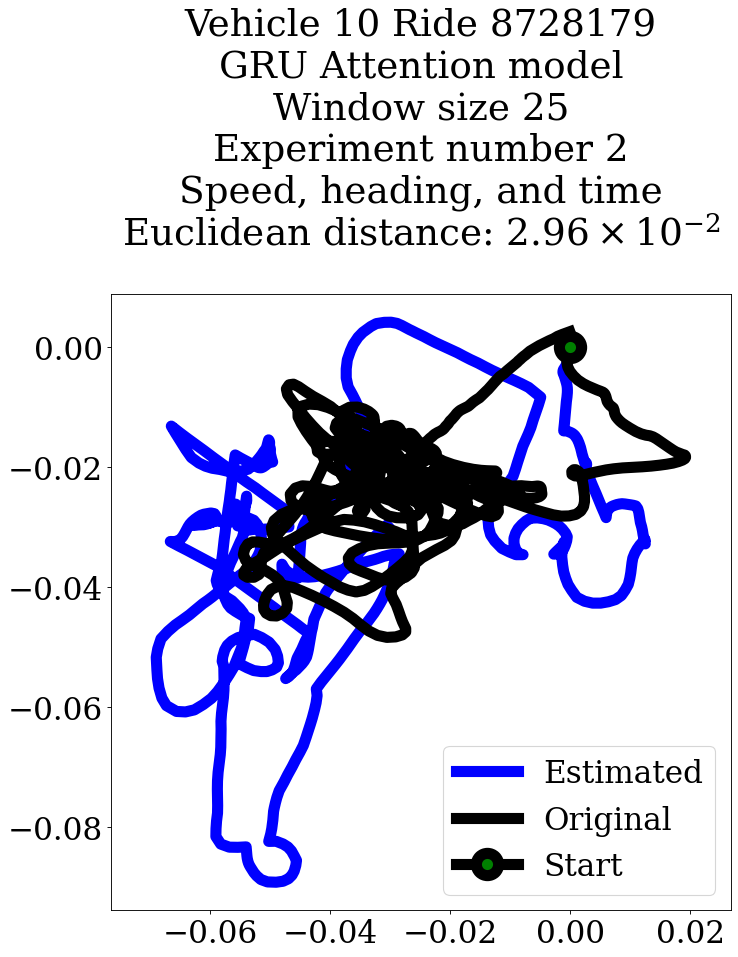 Vehicle 10 Ride 8728179
GRU Attention model
Window size 25
Experiment number 2
Speed, heading, and time
Euclidean distance: 2.96 × 10⁻²
0.00
−0.02
−0.04
−0.06
−0.08
Estimated
Original
Start
−0.06 −0.04 −0.02 0.00 0.02